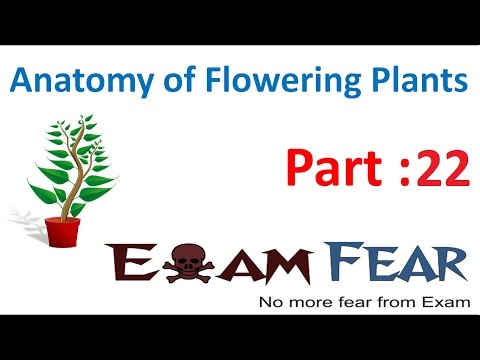 Anatomy of Flowering Plants
Part :22
EXAM FEAR
No more fear from Exam